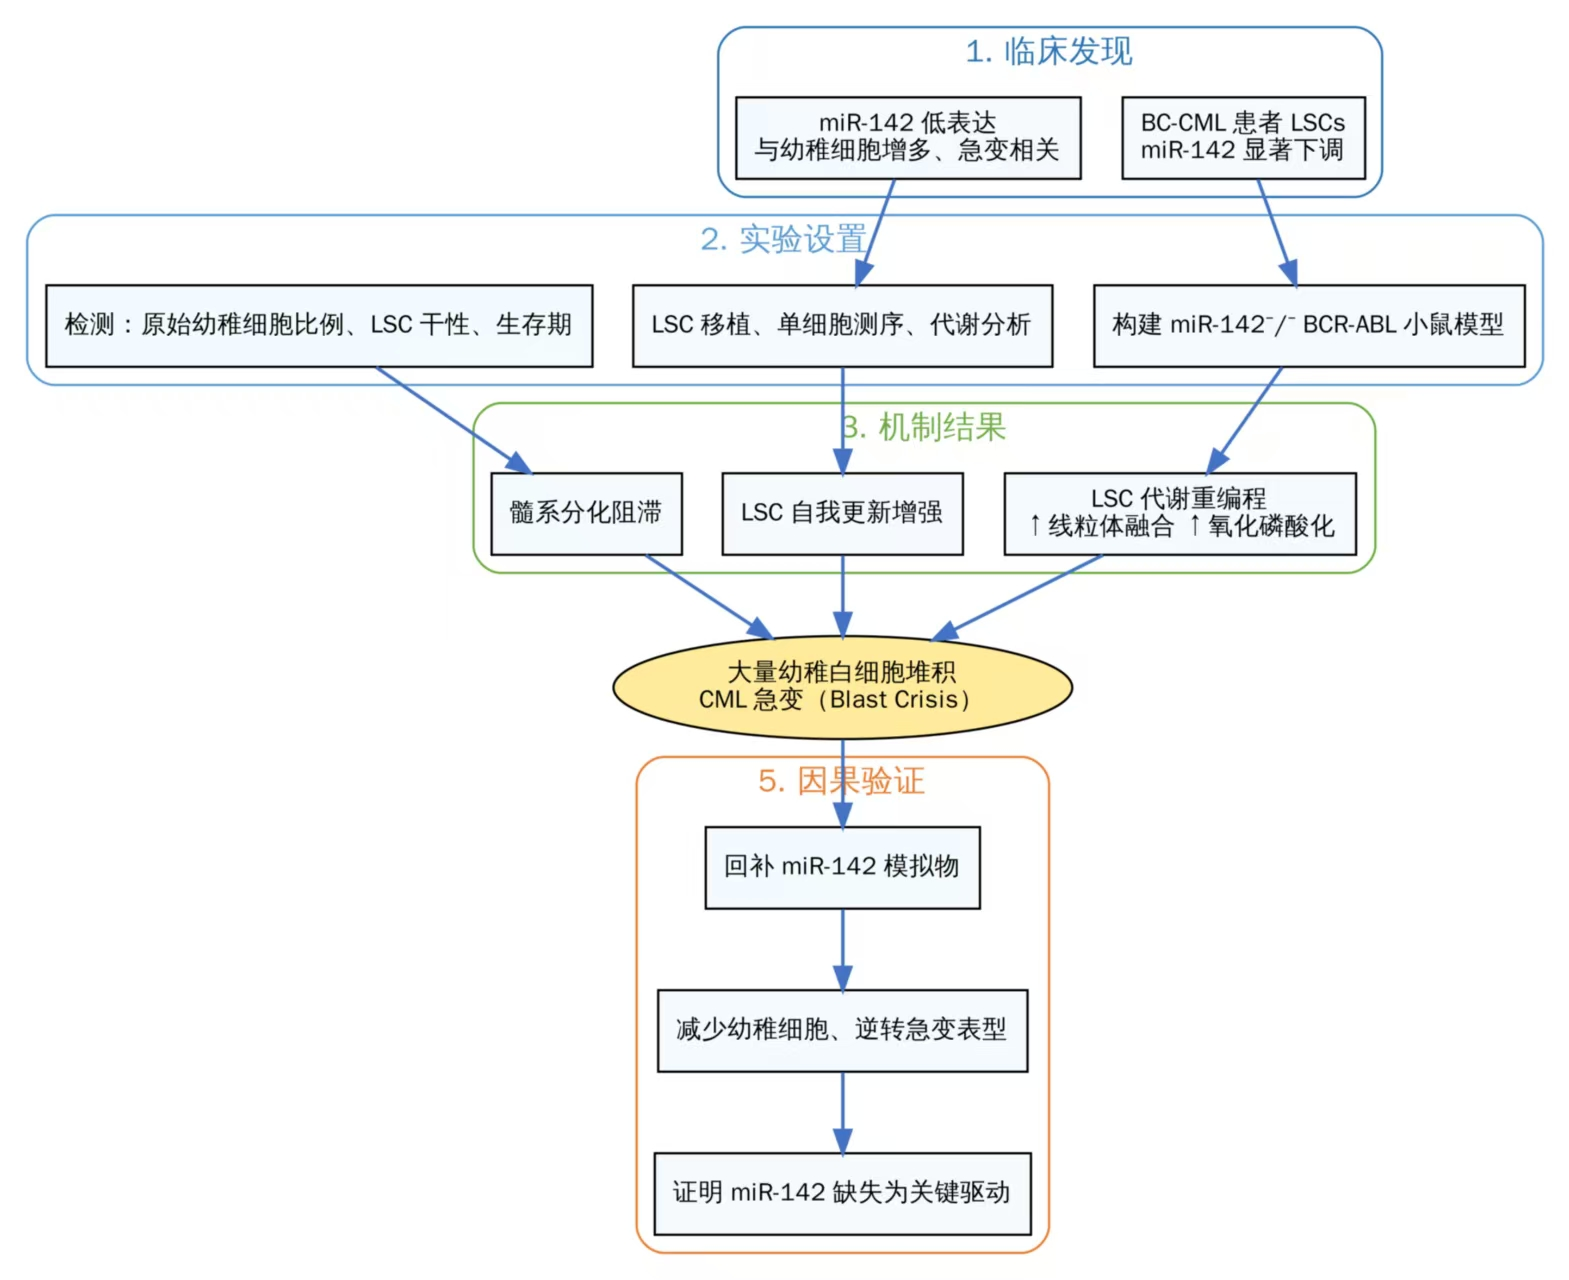 1. 临床发现
miR-142 低表达
与幼稚细胞增多、急变相关
BC-CML 患者 LSCs
miR-142 显著下调
2. 实验设置
检测：原始幼稚细胞比例、LSC 干性、生存期
LSC 移植、单细胞测序、代谢分析
构建 miR-142⁻/⁻ BCR-ABL 小鼠模型
3. 机制结果
髓系分化阻滞
LSC 自我更新增强
LSC 代谢重编程
↑ 线粒体融合 ↑ 氧化磷酸化
大量幼稚白细胞堆积
CML 急变（Blast Crisis）
5. 因果验证
回补 miR-142 模拟物
减少幼稚细胞、逆转急变表型
证明 miR-142 缺失为关键驱动